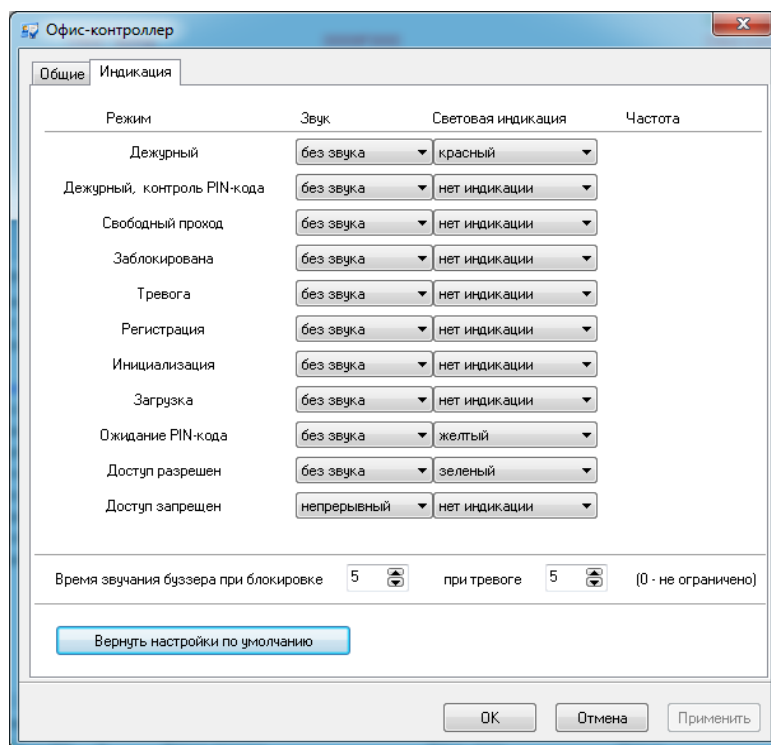 Офис-контроллер
Общие Индикация
Режим Звук Световая индикация Частота
Дежурный без звука красный
Дежурный, контроль PIN-кода без звука нет индикации
Свободный проход без звука нет индикации
Заблокирована без звука нет индикации
Тревога без звука нет индикации
Регистрация без звука нет индикации
Инициализация без звука нет индикации
Загрузка без звука нет индикации
Ожидание PIN-кода без звука желтый
Доступ разрешен без звука зеленый
Доступ запрещен непрерывный нет индикации
Время звучания буззера при блокировке 5 при тревоге 5 (0 - не ограничено)
Вернуть настройки по умолчанию
OK Отмена Применить